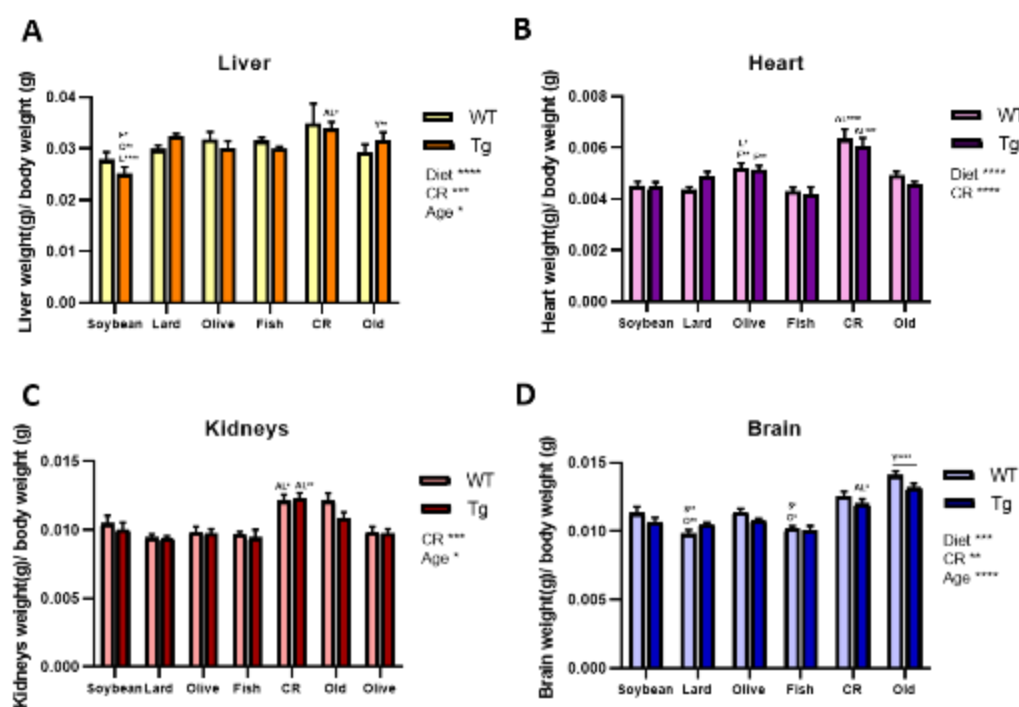 A
Liver
Liver weight(g)/ body weight (g)
0.04
0.03
0.02
0.01
0.00
Soybean Lard Olive Fish CR Old
L****
AL*
Y**
WT
Tg
Diet ****
CR ***
Age *
B
Heart
Heart weight(g)/ body weight (g)
0.008
0.006
0.004
0.002
0.000
Soybean Lard Olive Fish CR Old
L*
F** F**
AL****
WT
Tg
Diet ****
CR ****
C
Kidneys
Kidneys weight(g)/ body weight (g)
0.015
0.010
0.005
0.000
Soybean Lard Olive Fish CR Old Olive
AL* AL**
WT
Tg
CR ***
Age *
D
Brain
Brain weight(g)/ body weight (g)
0.015
0.010
0.005
0.000
Soybean Lard Olive Fish CR Old
S*
O*
AL*
Y****
WT
Tg
Diet ***
CR **
Age ****